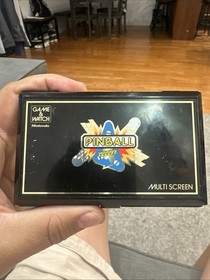 GAME &
WATCH
Nintendo
PINBALL
MULTI SCREEN